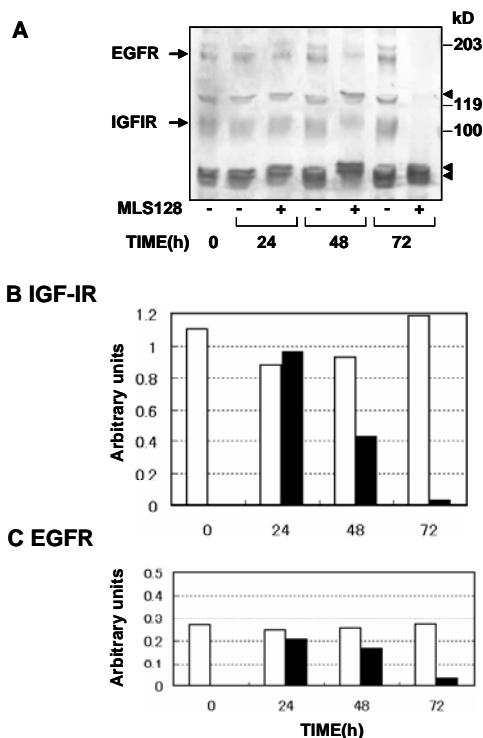 A
kD
EGFR
203
119
IGFIR
100
MLS128 - - + - + - +
TIME(h) 0 24 48 72
B IGF-IR
Arbitrary units
1.2
1
0.8
0.6
0.4
0.2
0
0 24 48 72
C EGFR
Arbitrary units
0.5
0.4
0.3
0.2
0.1
0
0 24 48 72
TIME(h)